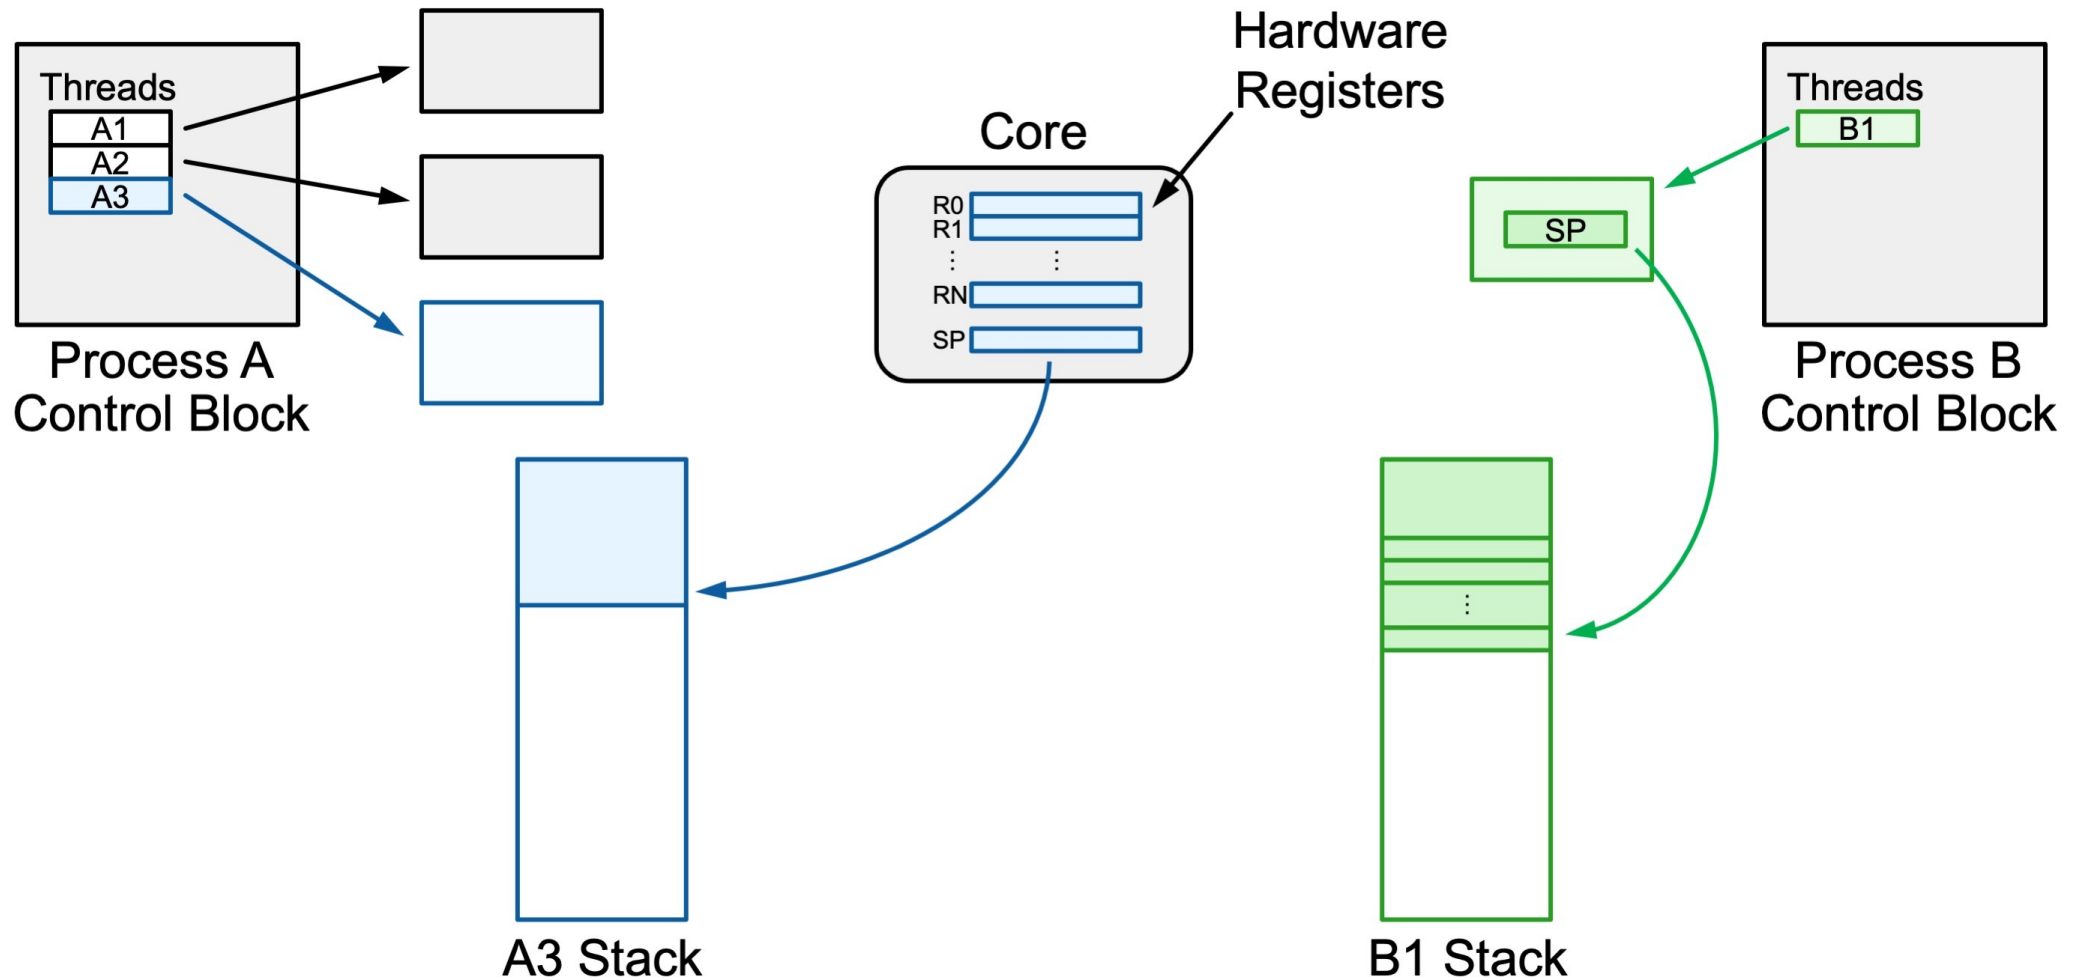 Threads
A1
A2
A3
Process A
Control Block
Hardware
Registers
Core
R0
R1
⋮ ⋮
RN
SP
Threads
B1
SP
Process B
Control Block
⋮
A3 Stack
B1 Stack